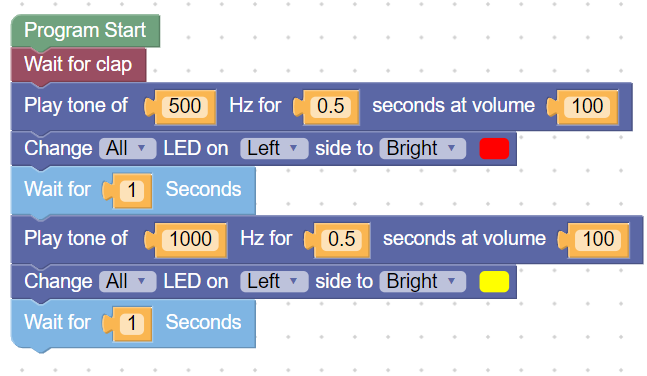 Program Start
Wait for clap
Play tone of 500 Hz for 0.5 seconds at volume 100
Change All LED on Left side to Bright
Wait for 1 Seconds
Play tone of 1000 Hz for 0.5 seconds at volume 100
Change All LED on Left side to Bright
Wait for 1 Seconds